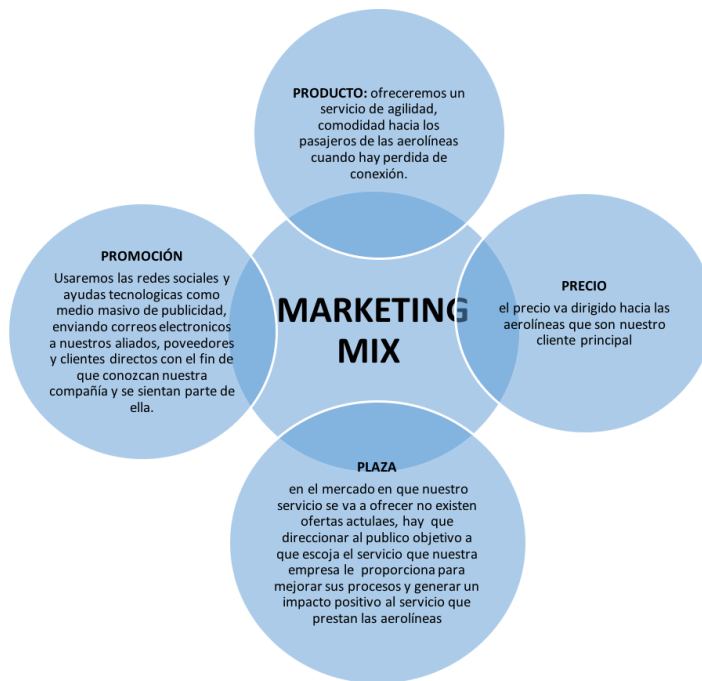 PRODUCTO: ofreceremos un
servicio de agilidad,
comodidad hacia los
pasajeros de las aerolíneas
cuando hay perdida de
conexión.
PROMOCIÓN
Usaremos las redes sociales y
ayudas tecnologicas como
medio masivo de publicidad,
enviando correos electronicos
a nuestros aliados, poveedores
y clientes directos con el fin de
que conozcan nuestra
compañía y se sientan parte de
ella.
MARKETING
MIX
PRECIO
el precio va dirigido hacia las
aerolíneas que son nuestro
cliente principal
PLAZA
en el mercado en que nuestro
servicio se va a ofrecer no existen
ofertas actulaes, hay que
direccionar al publico objetivo a
que escoja el servicio que nuestra
empresa le proporciona para
mejorar sus procesos y generar un
impacto positivo al servicio que
prestan las aerolíneas